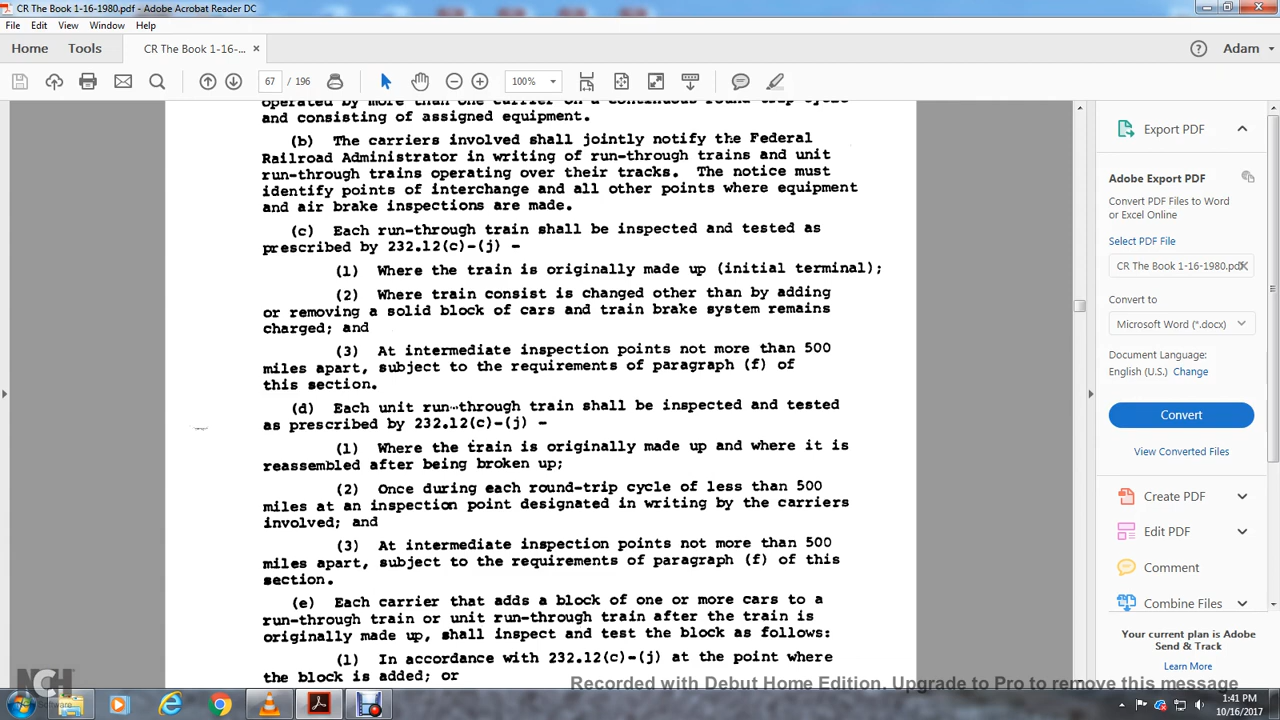 CR The Book 1-16-1980.pdf - Adobe Acrobat Reader DC
File Edit View Window Help
Home Tools CR The Book 1-16-... × Adam
67 / 196 100%
operated by more than one carrier on a continuous round trip cycle
and consisting of assigned equipment.
(b) The carriers involved shall jointly notify the Federal
Railroad Administrator in writing of run-through trains and unit
run-through trains operating over their tracks. The notice must
identify points of interchange and all other points where equipment
and air brake inspections are made.
(c) Each run-through train shall be inspected and tested as
prescribed by 232.12(c)-(j) -
(1) Where the train is originally made up (initial terminal);
(2) Where train consist is changed other than by adding
or removing a solid block of cars and train brake system remains
charged; and
(3) At intermediate inspection points not more than 500
miles apart, subject to the requirements of paragraph (f) of
this section.
(d) Each unit run-through train shall be inspected and tested
as prescribed by 232.12(c)-(j) -
(1) Where the train is originally made up and where it is
reassembled after being broken up;
(2) Once during each round-trip cycle of less than 500
miles at an inspection point designated in writing by the carriers
involved; and
(3) At intermediate inspection points not more than 500
miles apart, subject to the requirements of paragraph (f) of this
section.
(e) Each carrier that adds a block of one or more cars to a
run-through train or unit run-through train after the train is
originally made up, shall inspect and test the block as follows:
(1) In accordance with 232.12(c)-(j) at the point where
the block is added; or
Export PDF
Adobe Export PDF
Convert PDF Files to Word
or Excel Online
Select PDF File
CR The Book 1-16-1980.pdf
Convert to
Microsoft Word (*.docx)
Document Language:
English (U.S.) Change
Convert
View Converted Files
Create PDF
Edit PDF
Comment
Combine Files
Your current plan is Adobe
Send & Track
Learn More
NCH
Software
Recorded with Debut Home Edition. Upgrade to Pro to remove this message
1:41 PM
10/16/2017